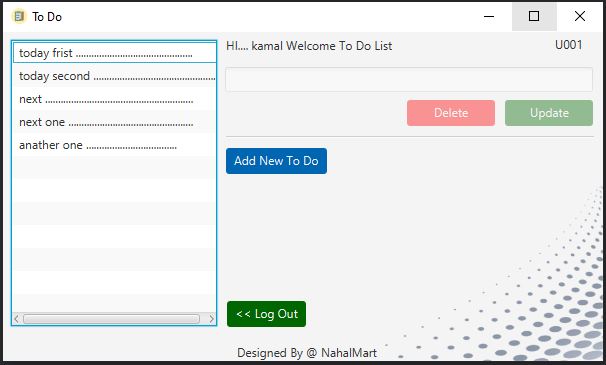 To Do
today frist ..........................................
today second .............................................
next ......................................................
next one .............................................
anather one .................................
HI.... kamal Welcome To Do List
U001
Delete
Update
Add New To Do
<< Log Out
Designed By @ NahalMart